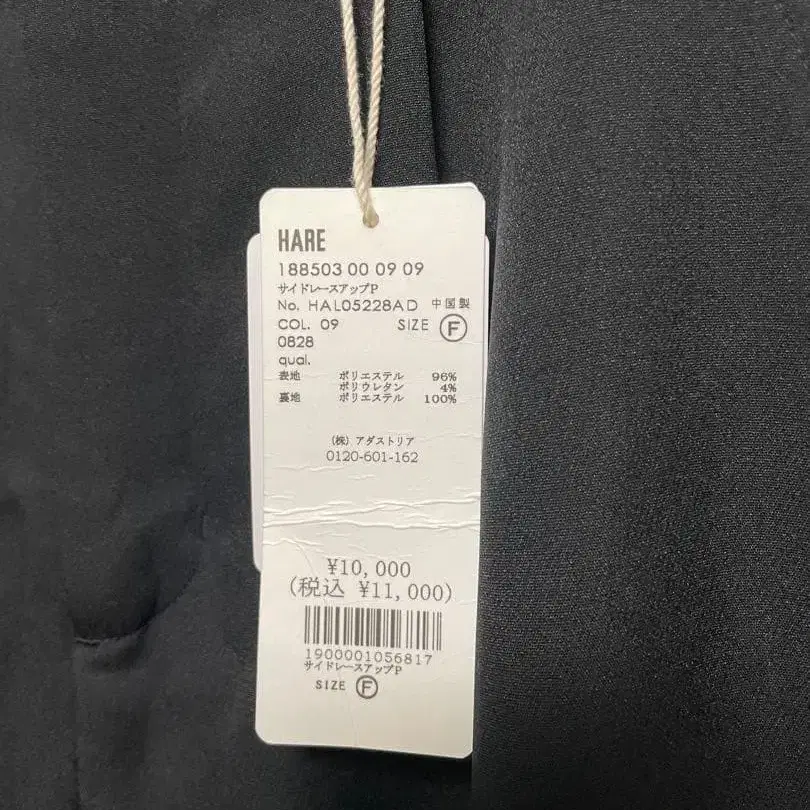 HARE
188503 00 09 09
サイドレースアップP
No. HAL05228AD 中国製
COL. 09 SIZE F
0828
qual.
表地 ポリエステル 96%
ポリウレタン 4%
裏地 ポリエステル 100%
(株) アダストリア
0120-601-162
¥10,000
(税込 ¥11,000)
1900001056817
サイドレースアップP
SIZE F